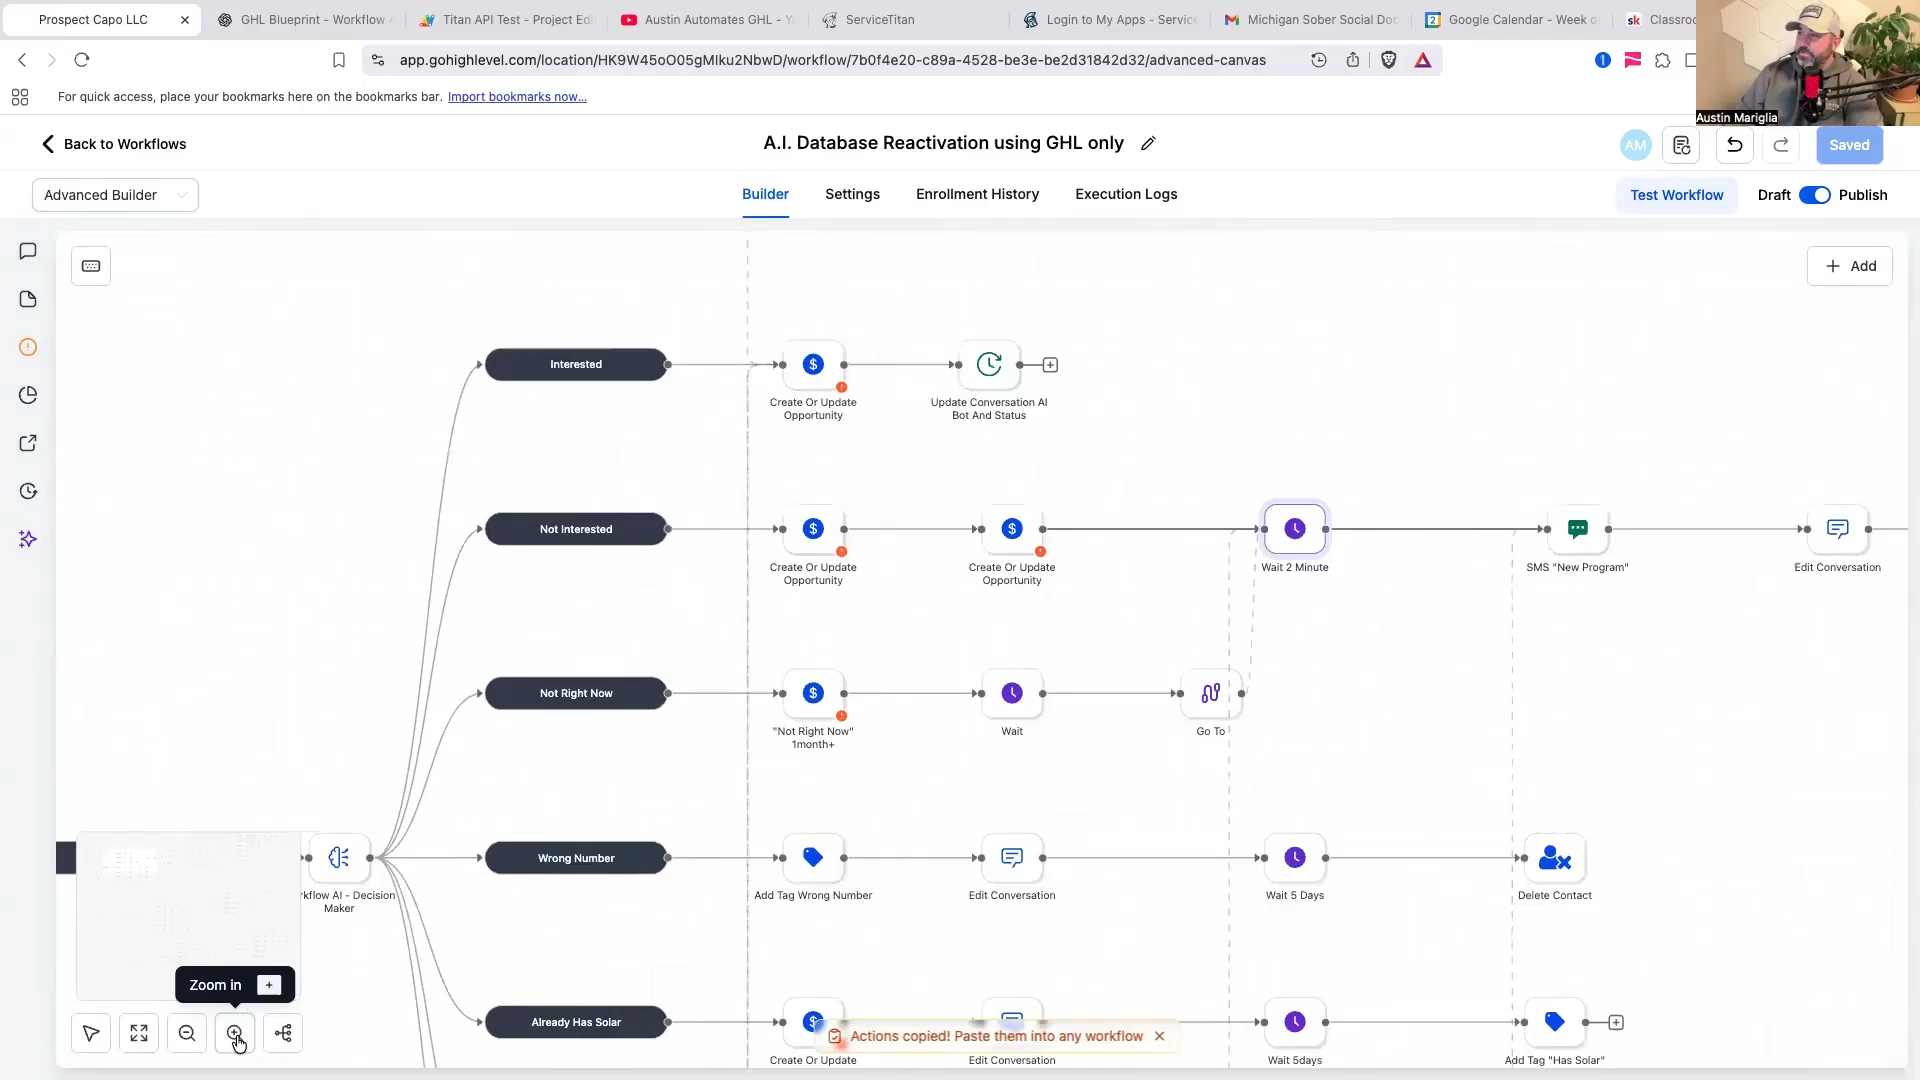 Prospect Capo LLC
GHL Blueprint - Workflow
Titan API Test - Project Edi
Austin Automates GHL - Y
ServiceTitan
Login to My Apps - Service
Michigan Sober Social Doc
Google Calendar - Week o
sk
Classroo
app.gohighlevel.com/location/HK9W45oO05gMIku2NbwD/workflow/7b0f4e20-c89a-4528-be3e-be2d31842d32/advanced-canvas
For quick access, place your bookmarks here on the bookmarks bar. Import bookmarks now...
Austin Mariglia
Back to Workflows
A.I. Database Reactivation using GHL only
AM
Saved
Advanced Builder
Builder
Settings
Enrollment History
Execution Logs
Test Workflow
Draft
Publish
Add
Interested
Create Or Update
Opportunity
Update Conversation AI
Bot And Status
Not Interested
Create Or Update
Opportunity
Create Or Update
Opportunity
Wait 2 Minute
SMS "New Program"
Edit Conversation
Not Right Now
"Not Right Now"
1month+
Wait
Go To
rkflow AI - Decision
Maker
Wrong Number
Add Tag Wrong Number
Edit Conversation
Wait 5 Days
Delete Contact
Zoom in +
Already Has Solar
Create Or Update
Edit Conversation
Wait 5days
Add Tag "Has Solar"
Actions copied! Paste them into any workflow